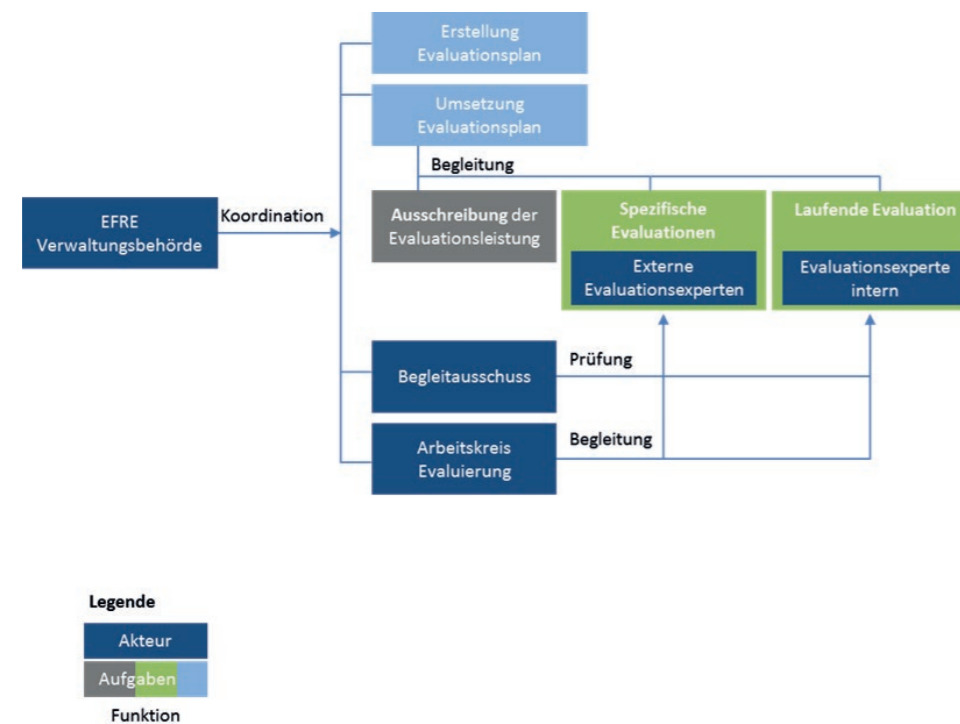 Erstellung
Evaluationsplan
Umsetzung
Evaluationsplan
Begleitung
EFRE
Verwaltungsbehörde
Koordination
Ausschreibung der
Evaluationsleistung
Spezifische
Evaluationen
Externe
Evaluationsexperten
Laufende Evaluation
Evaluationsexperte
intern
Begleitausschuss
Prüfung
Arbeitskreis
Evaluierung
Begleitung
Legende
Akteur
Aufgaben
Funktion